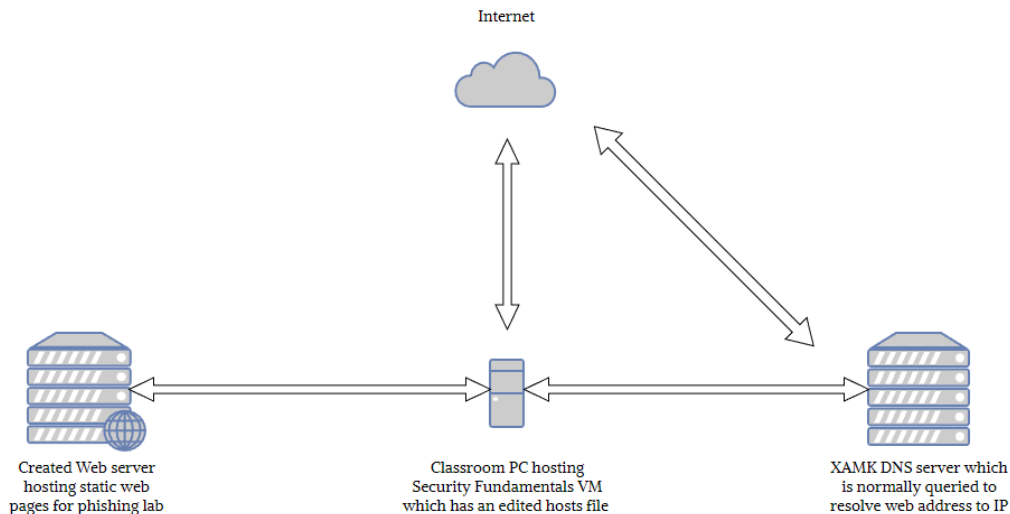 Internet
Created Web server
hosting static web
pages for phishing lab
Classroom PC hosting
Security Fundamentals VM
which has an edited hosts file
XAMK DNS server which
is normally queried to
resolve web address to IP